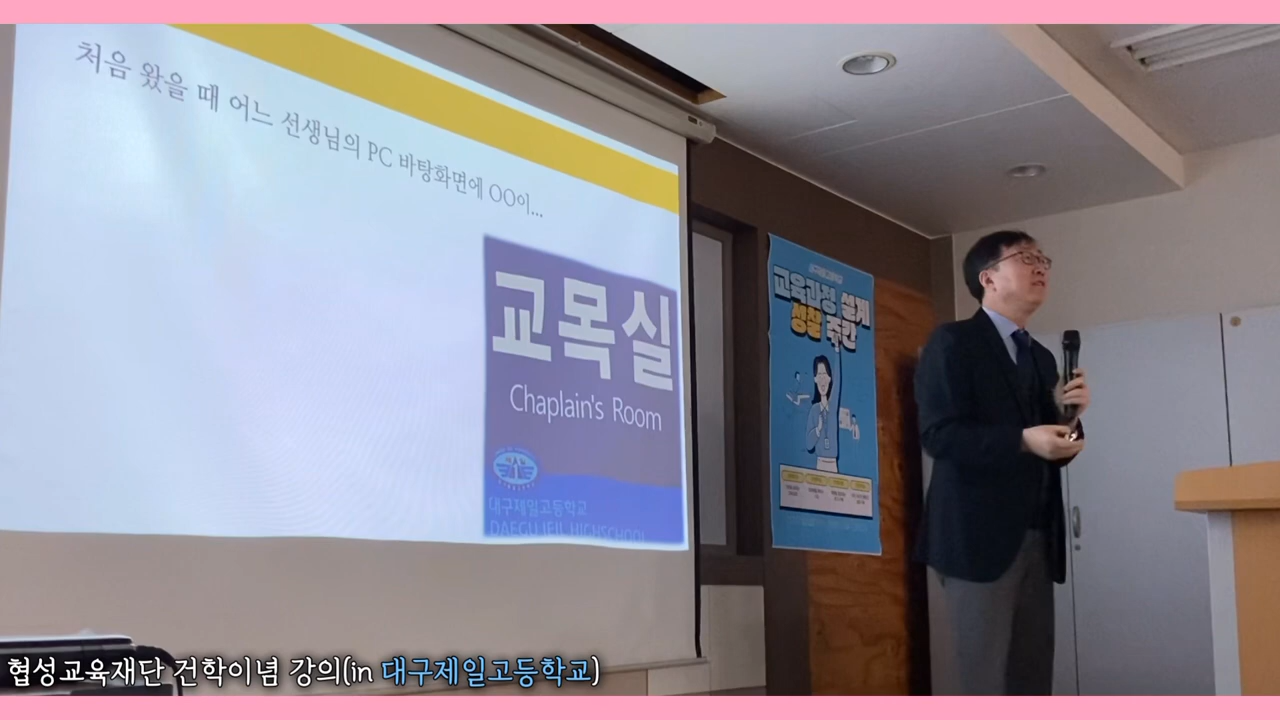 처음 왔을 때 어느 선생님의 PC 바탕화면에 OO이...
교목실
Chaplain's Room
대구제일고등학교
DAEGU JEIL HIGHSCHOOL
교육과정 설계
성찰 주간
협성교육재단 건학이념 강의(in 대구제일고등학교)